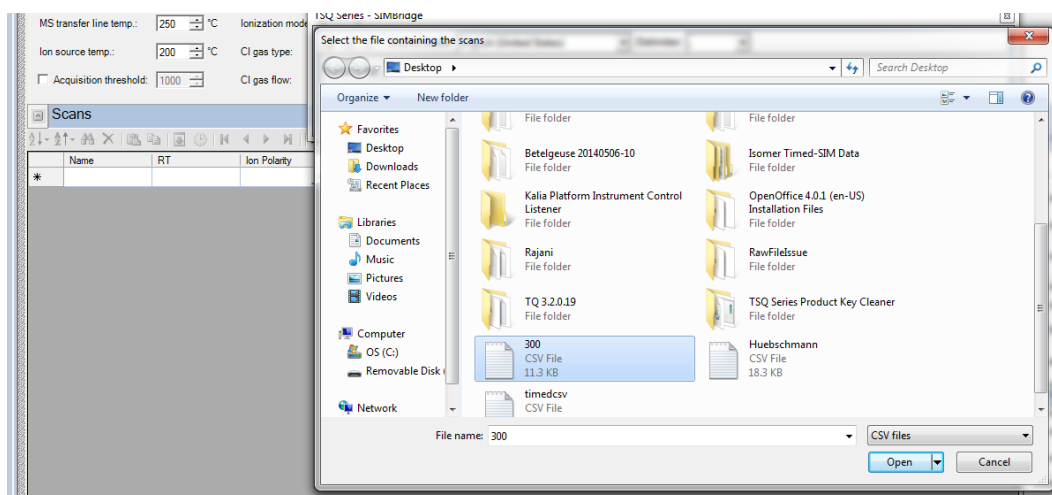 MS transfer line temp.: 250 °C Ionization mode
Ion source temp.: 200 °C CI gas type:
Acquisition threshold: 1000 CI gas flow:
Scans
Name RT Ion Polarity
*
TSQ Series - SIMBridge
Select the file containing the scans
Desktop
Search Desktop
Organize New folder
Favorites
Desktop
Downloads
Recent Places
Libraries
Documents
Music
Pictures
Videos
Computer
OS (C:)
Removable Disk (
Network
File folder
File folder
Betelgeuse 20140506-10
File folder
Isomer Timed-SIM Data
File folder
Kalia Platform Instrument Control
Listener
File folder
OpenOffice 4.0.1 (en-US)
Installation Files
File folder
Rajani
File folder
RawFileIssue
File folder
TQ 3.2.0.19
File folder
TSQ Series Product Key Cleaner
File folder
300
CSV File
11.3 KB
Huebschmann
CSV File
18.3 KB
timedcsv
CSV File
File name: 300
CSV files
Open Cancel